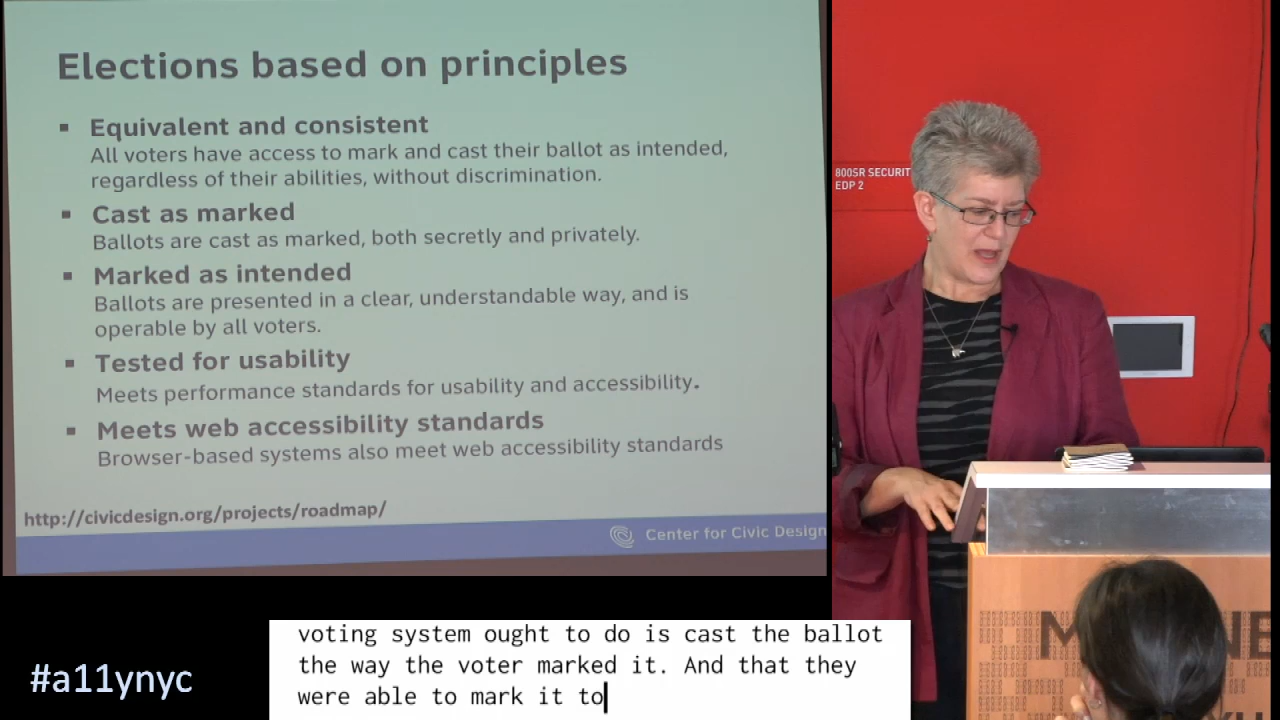 Elections based on principles
▪ Equivalent and consistent
All voters have access to mark and cast their ballot as intended,
regardless of their abilities, without discrimination.
▪ Cast as marked
Ballots are cast as marked, both secretly and privately.
▪ Marked as intended
Ballots are presented in a clear, understandable way, and is
operable by all voters.
▪ Tested for usability
Meets performance standards for usability and accessibility.
▪ Meets web accessibility standards
Browser-based systems also meet web accessibility standards
http://civicdesign.org/projects/roadmap/
Center for Civic Design
800SR SECURIT
EDP 2
#a11ynyc
voting system ought to do is cast the ballot
the way the voter marked it. And that they
were able to mark it to